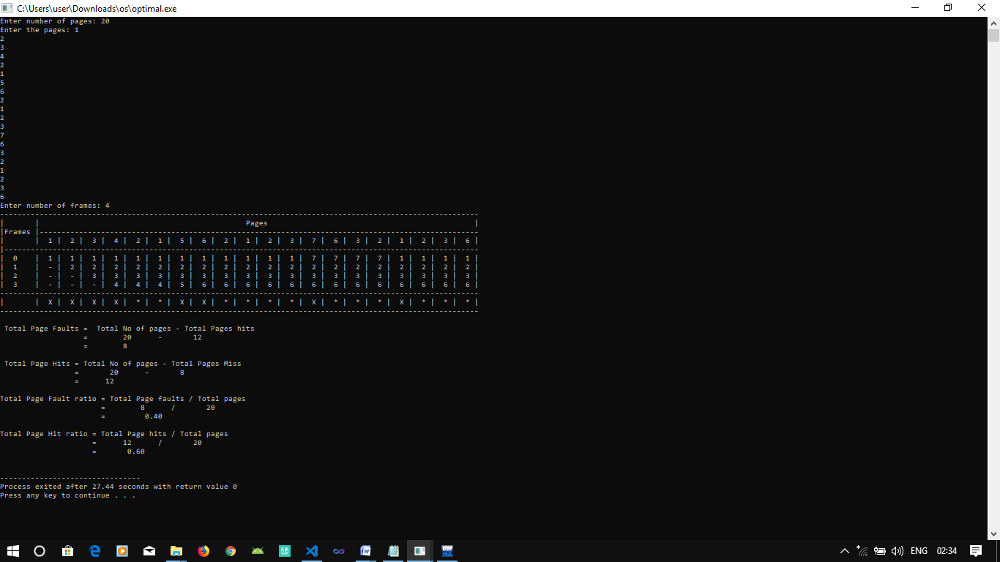 C:\Users\user\Downloads\os\optimal.exe
Enter number of pages: 20
Enter the pages: 1
2
3
4
2
1
5
6
2
1
2
3
7
6
3
2
1
2
3
6
Enter number of frames: 4
-------------------------------------------------------------------------------------------------------------
|       |                                               Pages                                               |
|Frames |----------------------------------------------------------------------------------------------------
|       |  1 |  2 |  3 |  4 |  2 |  1 |  5 |  6 |  2 |  1 |  2 |  3 |  7 |  6 |  3 |  2 |  1 |  2 |  3 |  6 |
|------------------------------------------------------------------------------------------------------------
|  0    |  1 |  1 |  1 |  1 |  1 |  1 |  1 |  1 |  1 |  1 |  1 |  1 |  7 |  7 |  7 |  7 |  1 |  1 |  1 |  1 |
|  1    |  - |  2 |  2 |  2 |  2 |  2 |  2 |  2 |  2 |  2 |  2 |  2 |  2 |  2 |  2 |  2 |  2 |  2 |  2 |  2 |
|  2    |  - |  - |  3 |  3 |  3 |  3 |  3 |  3 |  3 |  3 |  3 |  3 |  3 |  3 |  3 |  3 |  3 |  3 |  3 |  3 |
|  3    |  - |  - |  - |  4 |  4 |  4 |  5 |  6 |  6 |  6 |  6 |  6 |  6 |  6 |  6 |  6 |  6 |  6 |  6 |  6 |
-------------------------------------------------------------------------------------------------------------
|       |  X |  X |  X |  X |  * |  * |  X |  X |  * |  * |  * |  * |  X |  * |  * |  * |  X |  * |  * |  * |
-------------------------------------------------------------------------------------------------------------
Total Page Faults =  Total No of pages - Total Pages hits
=        20      -       12
=        8
Total Page Hits = Total No of pages - Total Pages Miss
=       20      -       8
=      12
Total Page Fault ratio = Total Page faults / Total pages
=        8      /       20
=         0.40
Total Page Hit ratio = Total Page hits / Total pages
=      12      /       20
=       0.60
--------------------------------
Process exited after 27.44 seconds with return value 0
Press any key to continue . . .
ENG 02:34